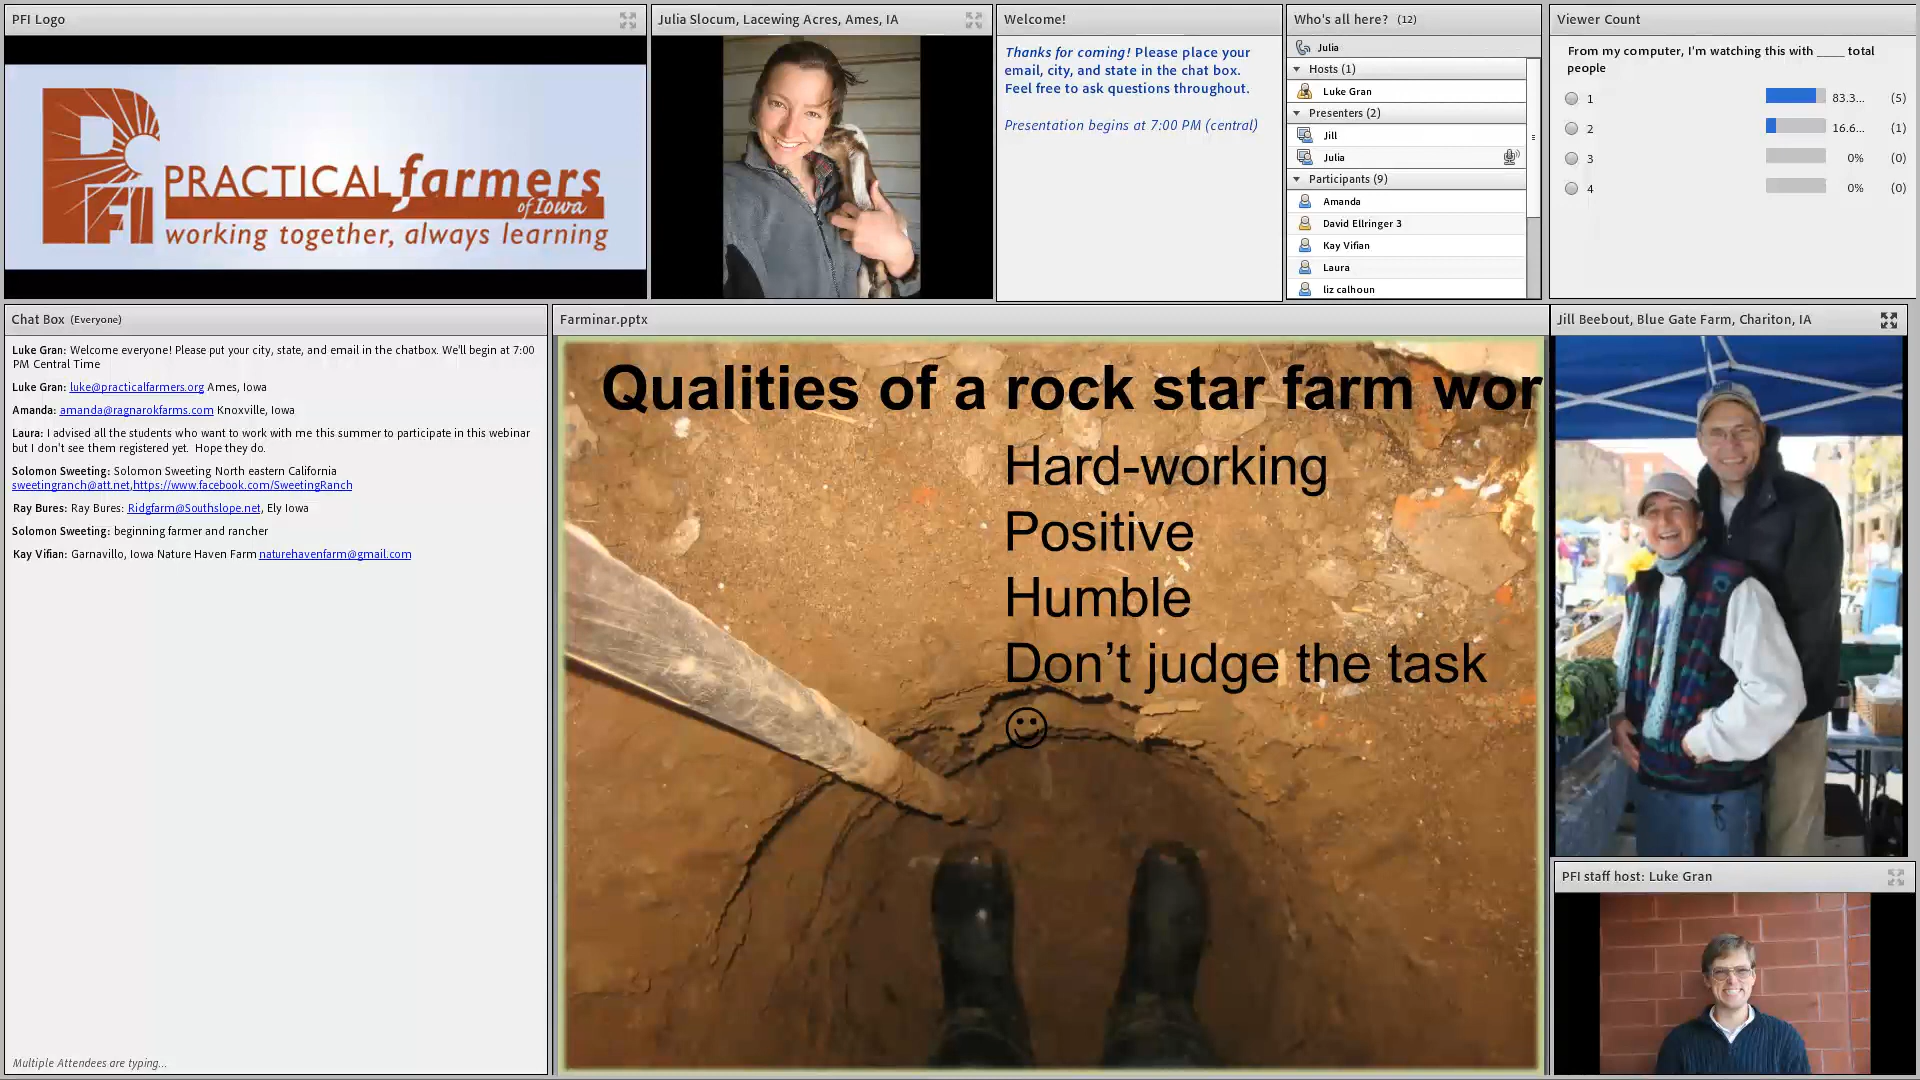 PFI Logo
PFI
PRACTICAL farmers
of Iowa
working together, always learning
Julia Slocum, Lacewing Acres, Ames, IA
Welcome!
Thanks for coming! Please place your
email, city, and state in the chat box.
Feel free to ask questions throughout.
Presentation begins at 7:00 PM (central)
Who's all here? (12)
Julia
Hosts (1)
Luke Gran
Presenters (2)
Jill
Julia
Participants (9)
Amanda
David Ellringer 3
Kay Vifian
Laura
liz calhoun
Viewer Count
From my computer, I'm watching this with ____ total
people
1 83.3... (5)
2 16.6... (1)
3 0% (0)
4 0% (0)
Chat Box (Everyone)
Luke Gran: Welcome everyone! Please put your city, state, and email in the chatbox. We'll begin at 7:00
PM Central Time
Luke Gran: luke@practicalfarmers.org Ames, Iowa
Amanda: amanda@ragnarokfarms.com Knoxville, Iowa
Laura: I advised all the students who want to work with me this summer to participate in this webinar
but I don't see them registered yet. Hope they do.
Solomon Sweeting: Solomon Sweeting North eastern California
sweetingranch@att.net,https://www.facebook.com/SweetingRanch
Ray Bures: Ray Bures: Ridgfarm@Southslope.net, Ely Iowa
Solomon Sweeting: beginning farmer and rancher
Kay Vifian: Garnavillo, Iowa Nature Haven Farm naturehavenfarm@gmail.com
Multiple Attendees are typing...
Farminar.pptx
Qualities of a rock star farm wor
Hard-working
Positive
Humble
Don't judge the task
☺
Jill Beebout, Blue Gate Farm, Chariton, IA
PFI staff host: Luke Gran